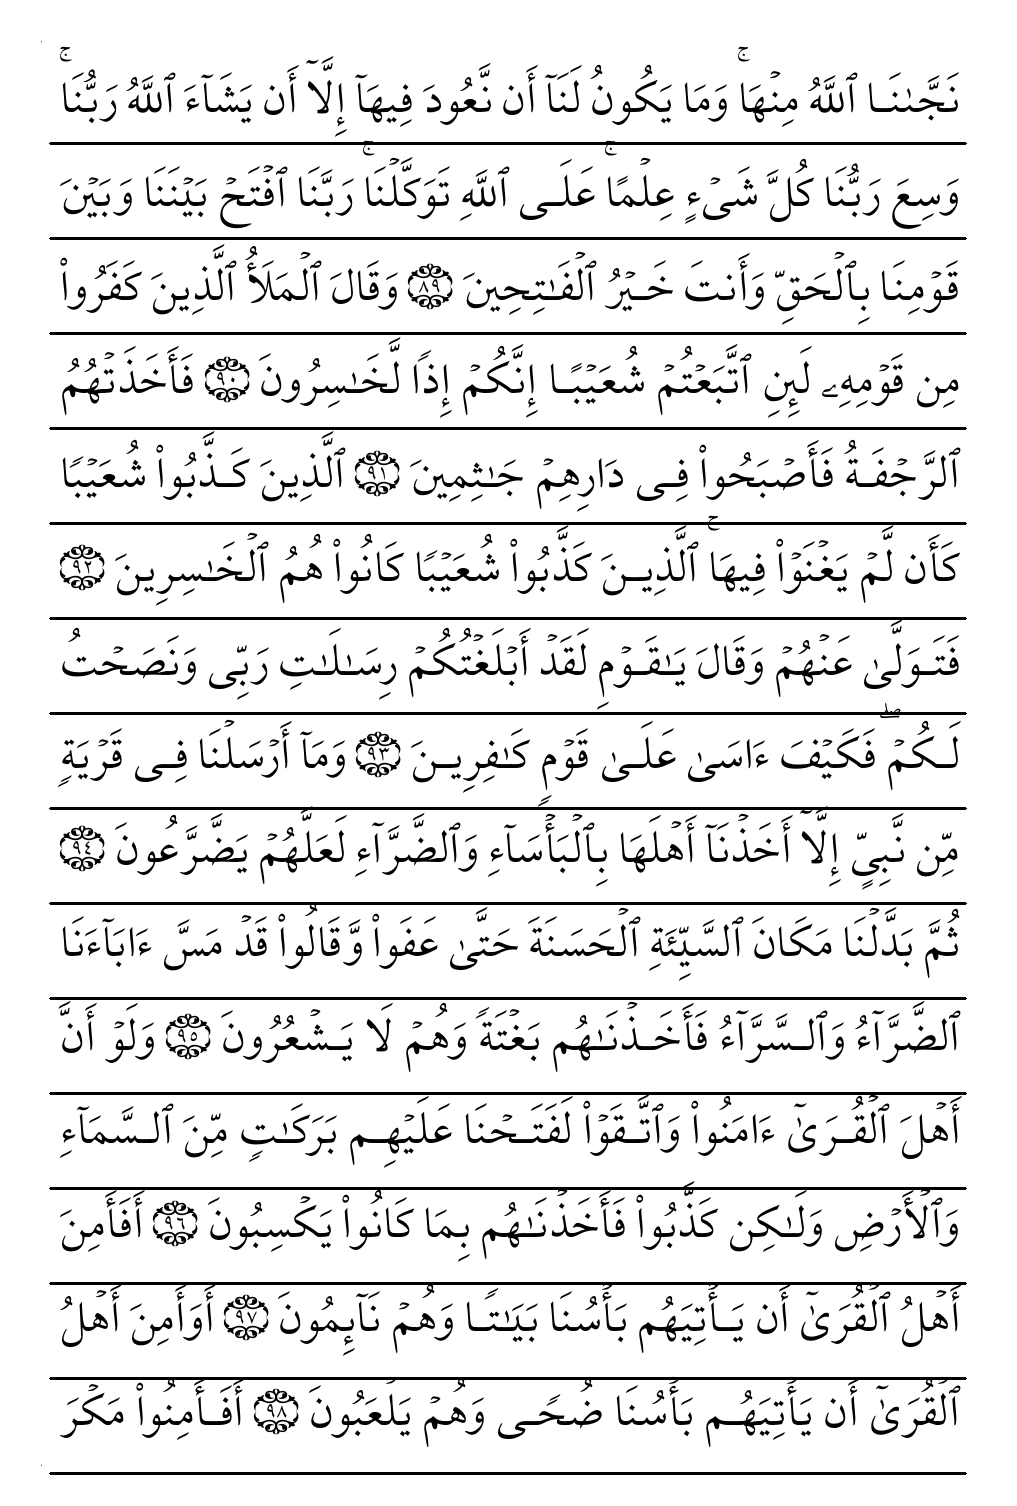 نَجَّىٰنَا ٱللَّهُ مِنۡهَاۚ وَمَا يَكُونُ لَنَآ أَن نَّعُودَ فِيهَآ إِلَّآ أَن يَشَآءَ ٱللَّهُ رَبُّنَاۚ
وَسِعَ رَبُّنَا كُلَّ شَىۡءٍ عِلۡمًاۚ عَلَى ٱللَّهِ تَوَكَّلۡنَاۚ رَبَّنَا ٱفۡتَحۡ بَيۡنَنَا وَبَيۡنَ
قَوۡمِنَا بِٱلۡحَقِّ وَأَنتَ خَيۡرُ ٱلۡفَـٰتِحِينَ ٨٩ وَقَالَ ٱلۡمَلَأُ ٱلَّذِينَ كَفَرُواْ
مِن قَوۡمِهِۦ لَئِنِ ٱتَّبَعۡتُمۡ شُعَيۡبًا إِنَّكُمۡ إِذًا لَّخَـٰسِرُونَ ٩٠ فَأَخَذَتۡهُمُ
ٱلرَّجۡفَةُ فَأَصۡبَحُواْ فِى دَارِهِمۡ جَـٰثِمِينَ ٩١ ٱلَّذِينَ كَذَّبُواْ شُعَيۡبًا
كَأَن لَّمۡ يَغۡنَوۡاْ فِيهَاۚ ٱلَّذِينَ كَذَّبُواْ شُعَيۡبًا كَانُواْ هُمُ ٱلۡخَـٰسِرِينَ ٩٢
فَتَوَلَّىٰ عَنۡهُمۡ وَقَالَ يَـٰقَوۡمِ لَقَدۡ أَبۡلَغۡتُكُمۡ رِسَـٰلَـٰتِ رَبِّى وَنَصَحۡتُ
لَكُمۡۖ فَكَيۡفَ ءَاسَىٰ عَلَىٰ قَوۡمٍ كَـٰفِرِينَ ٩٣ وَمَآ أَرۡسَلۡنَا فِى قَرۡيَةٍ
مِّن نَّبِىٍّ إِلَّآ أَخَذۡنَآ أَهۡلَهَا بِٱلۡبَأۡسَآءِ وَٱلضَّرَّآءِ لَعَلَّهُمۡ يَضَّرَّعُونَ ٩٤
ثُمَّ بَدَّلۡنَا مَكَانَ ٱلسَّيِّئَةِ ٱلۡحَسَنَةَ حَتَّىٰ عَفَواْ وَّقَالُواْ قَدۡ مَسَّ ءَابَآءَنَا
ٱلضَّرَّآءُ وَٱلسَّرَّآءُ فَأَخَذۡنَـٰهُم بَغۡتَةً وَهُمۡ لَا يَشۡعُرُونَ ٩٥ وَلَوۡ أَنَّ
أَهۡلَ ٱلۡقُرَىٰٓ ءَامَنُواْ وَٱتَّقَوۡاْ لَفَتَحۡنَا عَلَيۡهِم بَرَكَـٰتٍ مِّنَ ٱلسَّمَآءِ
وَٱلۡأَرۡضِ وَلَـٰكِن كَذَّبُواْ فَأَخَذۡنَـٰهُم بِمَا كَانُواْ يَكۡسِبُونَ ٩٦ أَفَأَمِنَ
أَهۡلُ ٱلۡقُرَىٰٓ أَن يَأۡتِيَهُم بَأۡسُنَا بَيَـٰتًا وَهُمۡ نَآئِمُونَ ٩٧ أَوَأَمِنَ أَهۡلُ
ٱلۡقُرَىٰٓ أَن يَأۡتِيَهُم بَأۡسُنَا ضُحًى وَهُمۡ يَلۡعَبُونَ ٩٨ أَفَأَمِنُواْ مَكۡرَ